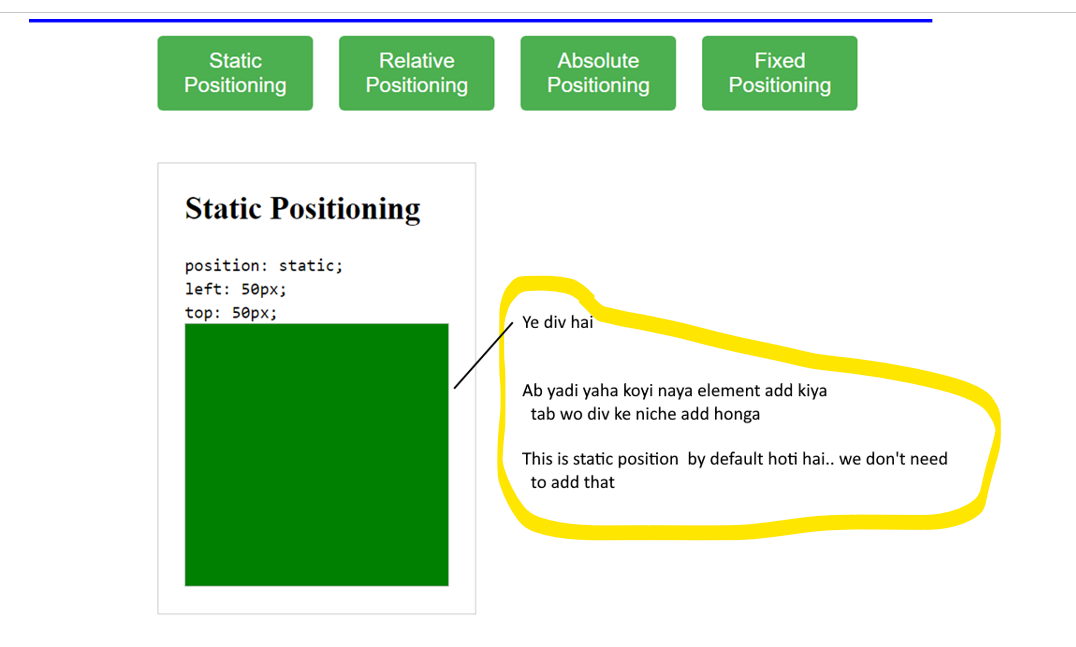 Static
Positioning
Relative
Positioning
Absolute
Positioning
Fixed
Positioning
Static Positioning
position: static;
left: 50px;
top: 50px;
Ye div hai
Ab yadi yaha koyi naya element add kiya
tab wo div ke niche add honga
This is static position by default hoti hai.. we don't need
to add that